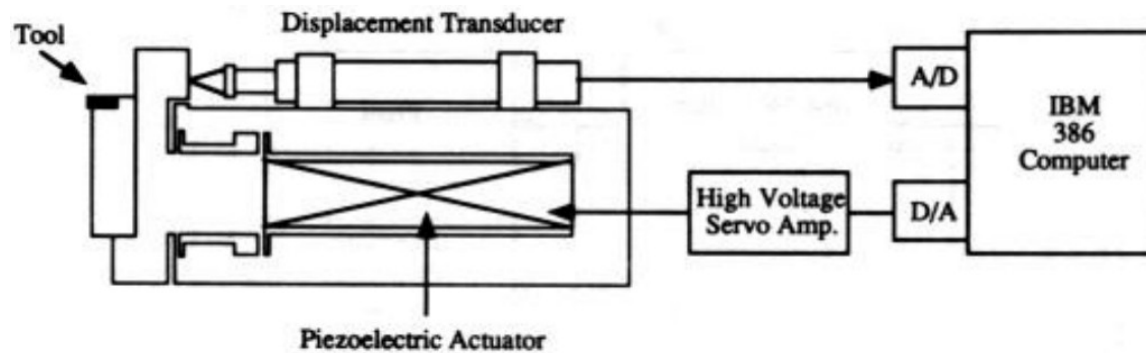 Displacement Transducer
Tool
A/D
IBM
386
Computer
High Voltage
Servo Amp.
D/A
Piezoelectric Actuator